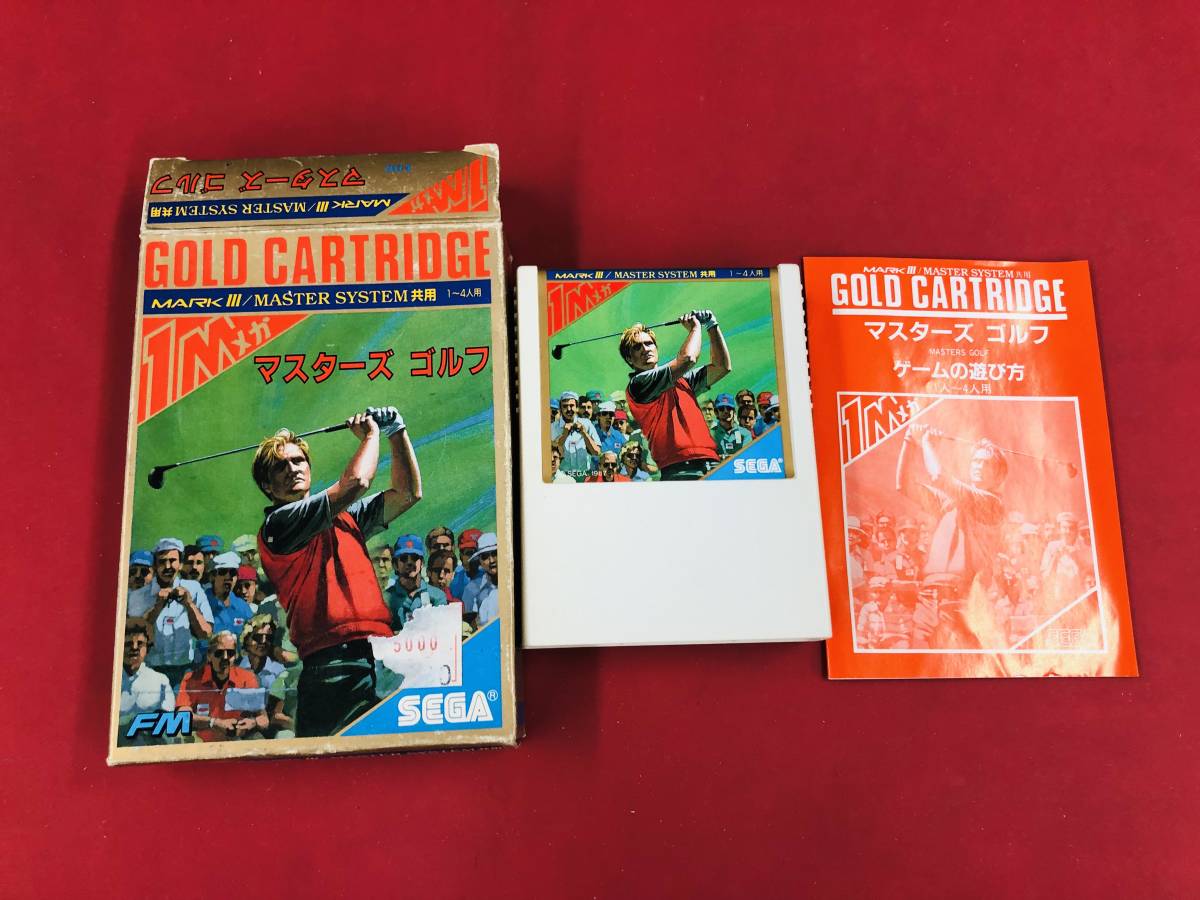 マスターズ ゴルフ
MARK III/MASTER SYSTEM 共用
1M
GOLD CARTRIDGE
MARK III/MASTER SYSTEM 共用 1〜4人用
1Mメガ
マスターズ ゴルフ
5000
FM
SEGA®
MARK III/MASTER SYSTEM 共用 1〜4人用
1Mメガ
SEGA 198
SEGA
MARK III/MASTER SYSTEM 共用
GOLD CARTRIDGE
マスターズ ゴルフ
MASTERS GOLF
ゲームの遊び方
1人〜4人用
1Mメガ